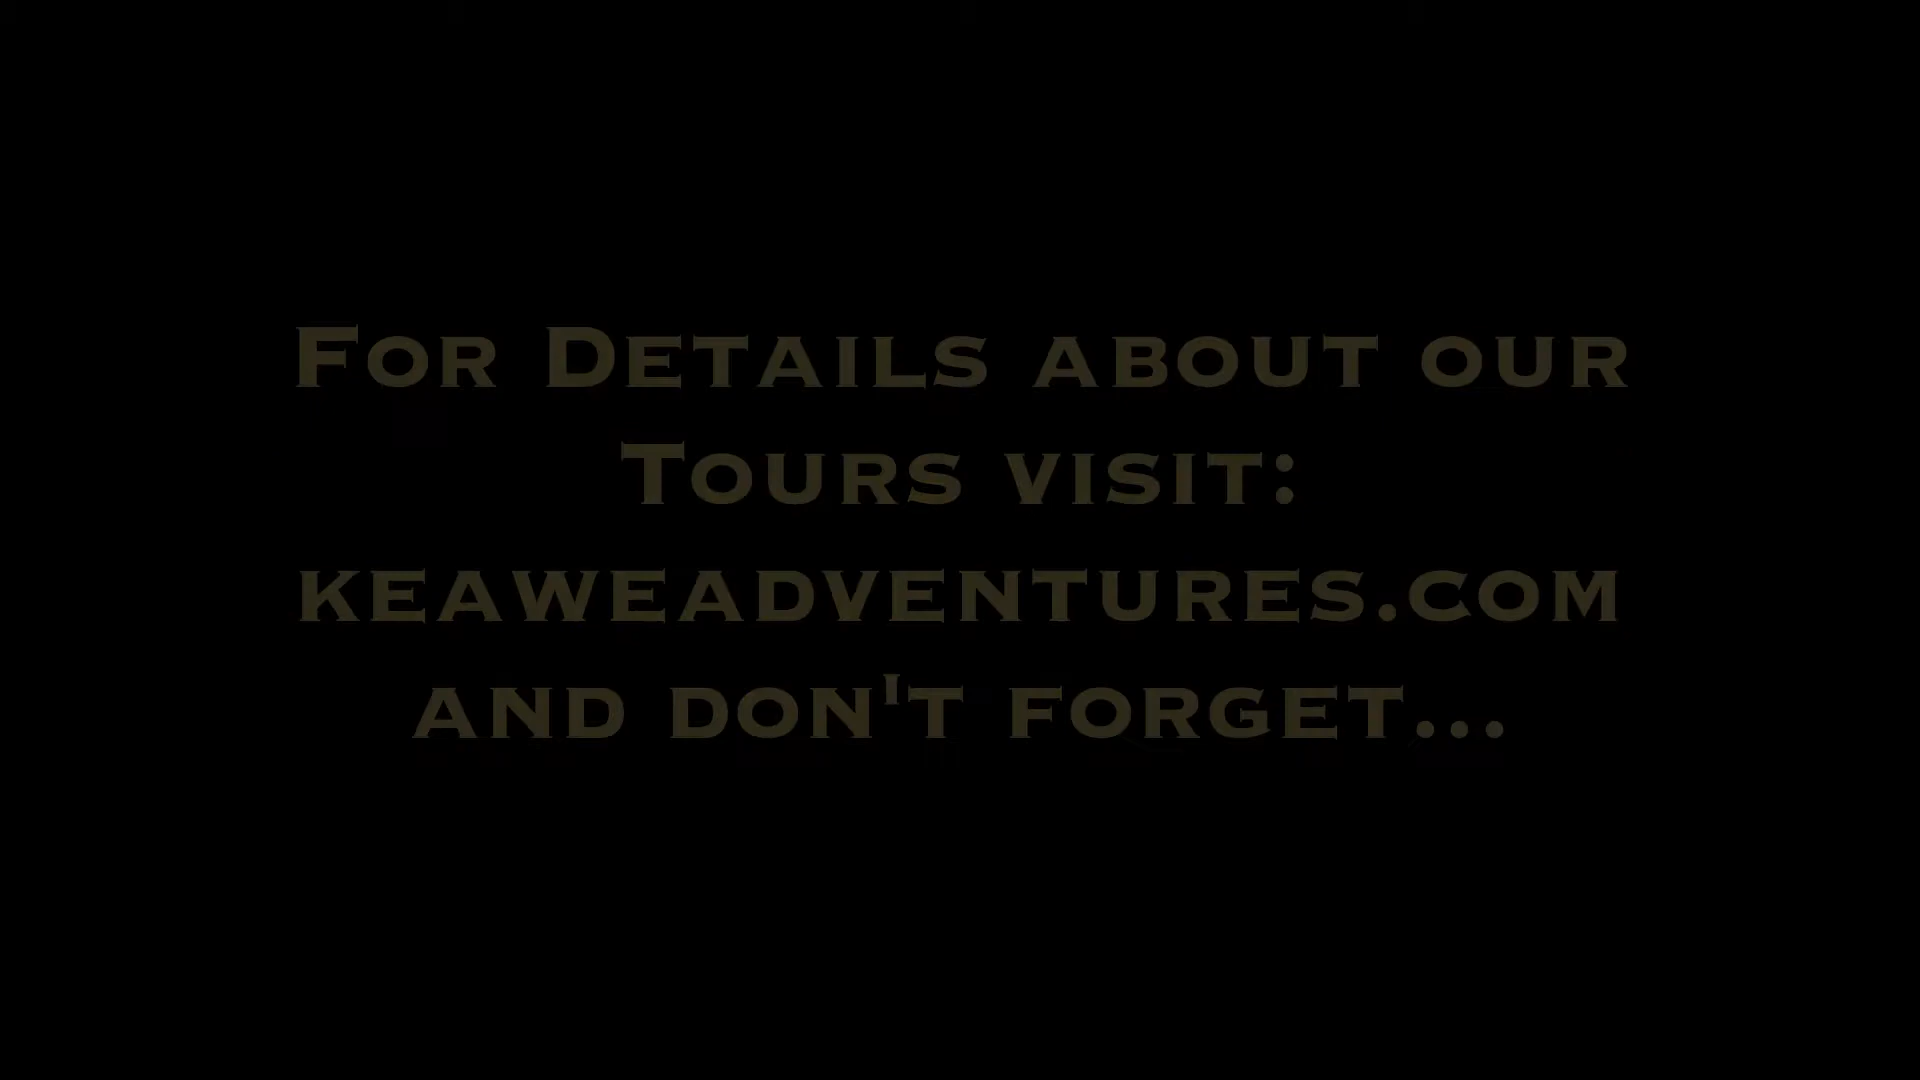 For Details about our
Tours visit:
keaweadventures.com
and don't forget...